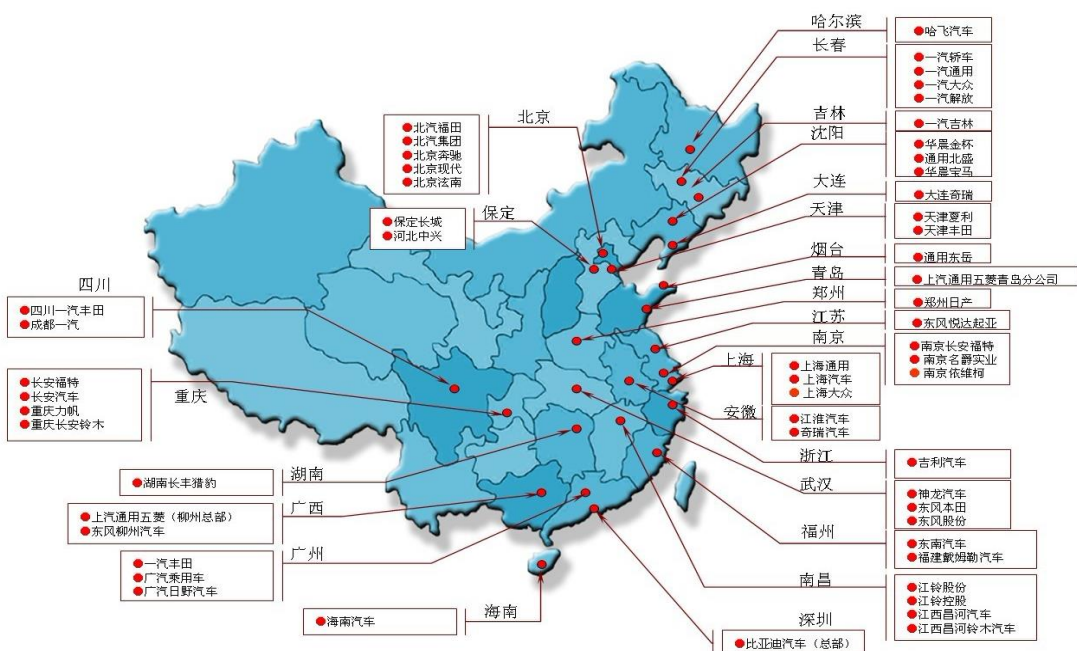 哈尔滨
哈飞汽车
长春
一汽轿车
一汽通用
一汽大众
一汽解放
吉林
一汽吉林
沈阳
华晨金杯
通用北盛
华晨宝马
大连
大连奇瑞
天津
天津夏利
天津丰田
烟台
通用东岳
青岛
上汽通用五菱青岛分公司
郑州
郑州日产
江苏
东风悦达起亚
南京
南京长安福特
南京名爵实业
南京依维柯
上海
上海通用
上海汽车
上海大众
安徽
江淮汽车
奇瑞汽车
浙江
吉利汽车
武汉
神龙汽车
东风本田
东风股份
福州
东南汽车
福建戴姆勒汽车
南昌
江铃股份
江铃控股
江西昌河汽车
江西昌河铃木汽车
深圳
比亚迪汽车（总部）
北京
北汽福田
北汽集团
北京奔驰
北京现代
北京泫南
保定
保定长域
河北中兴
四川
四川一汽丰田
成都一汽
重庆
长安福特
长安汽车
重庆力帆
重庆长安铃木
湖南
湖南长丰猎豹
广西
上汽通用五菱（柳州总部）
东风柳州汽车
广州
一汽丰田
广汽乘用车
广汽日野汽车
海南
海南汽车